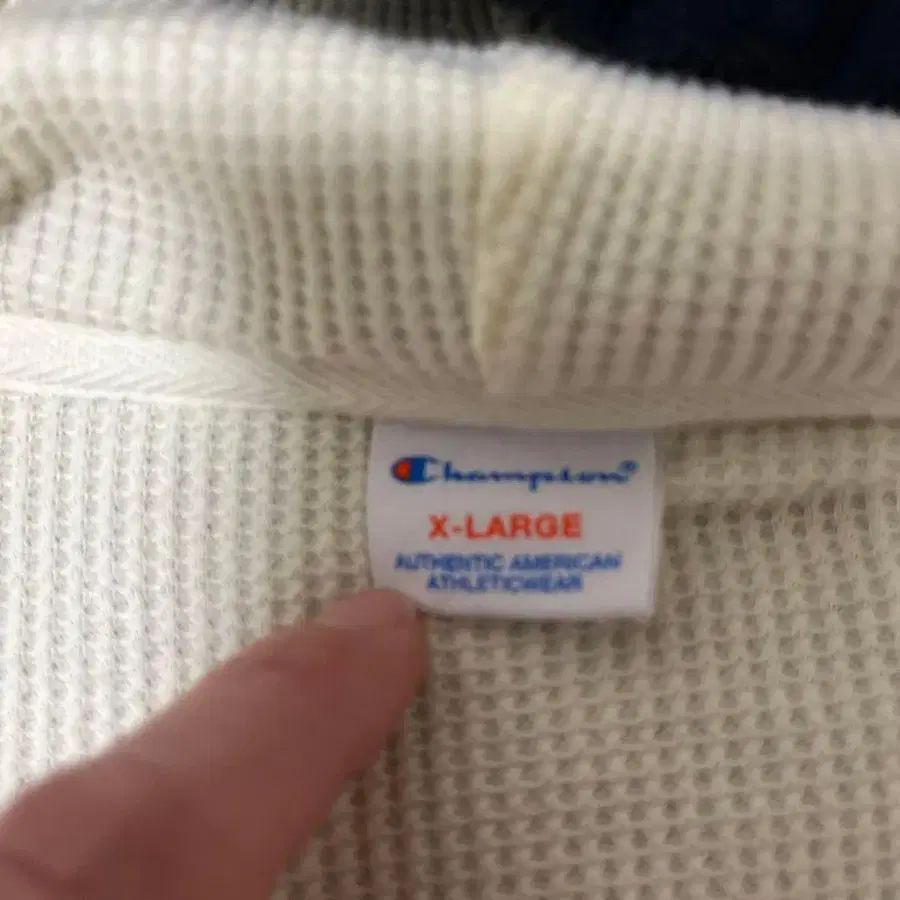 Champion®
X-LARGE
AUTHENTIC AMERICAN
ATHLETICWEAR